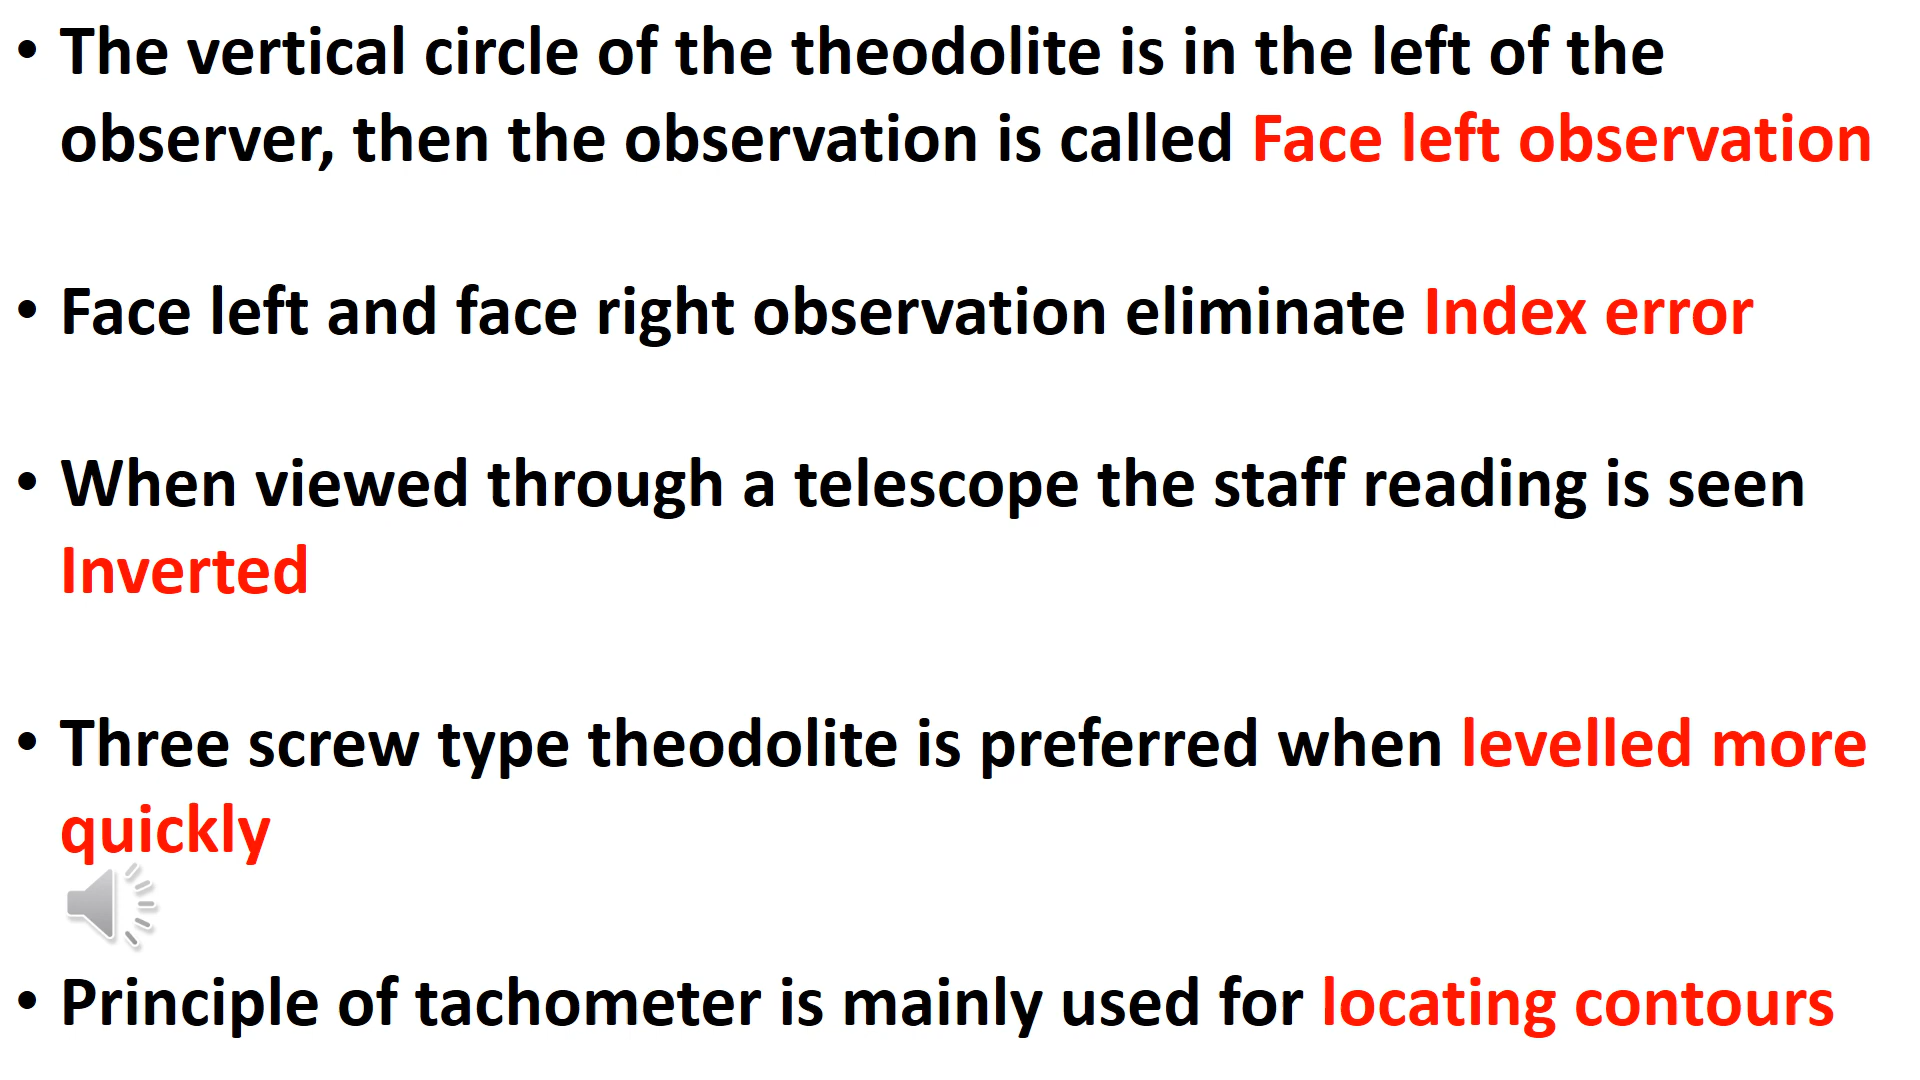 • The vertical circle of the theodolite is in the left of the
observer, then the observation is called Face left observation
• Face left and face right observation eliminate Index error
• When viewed through a telescope the staff reading is seen
Inverted
• Three screw type theodolite is preferred when levelled more
quickly
• Principle of tachometer is mainly used for locating contours